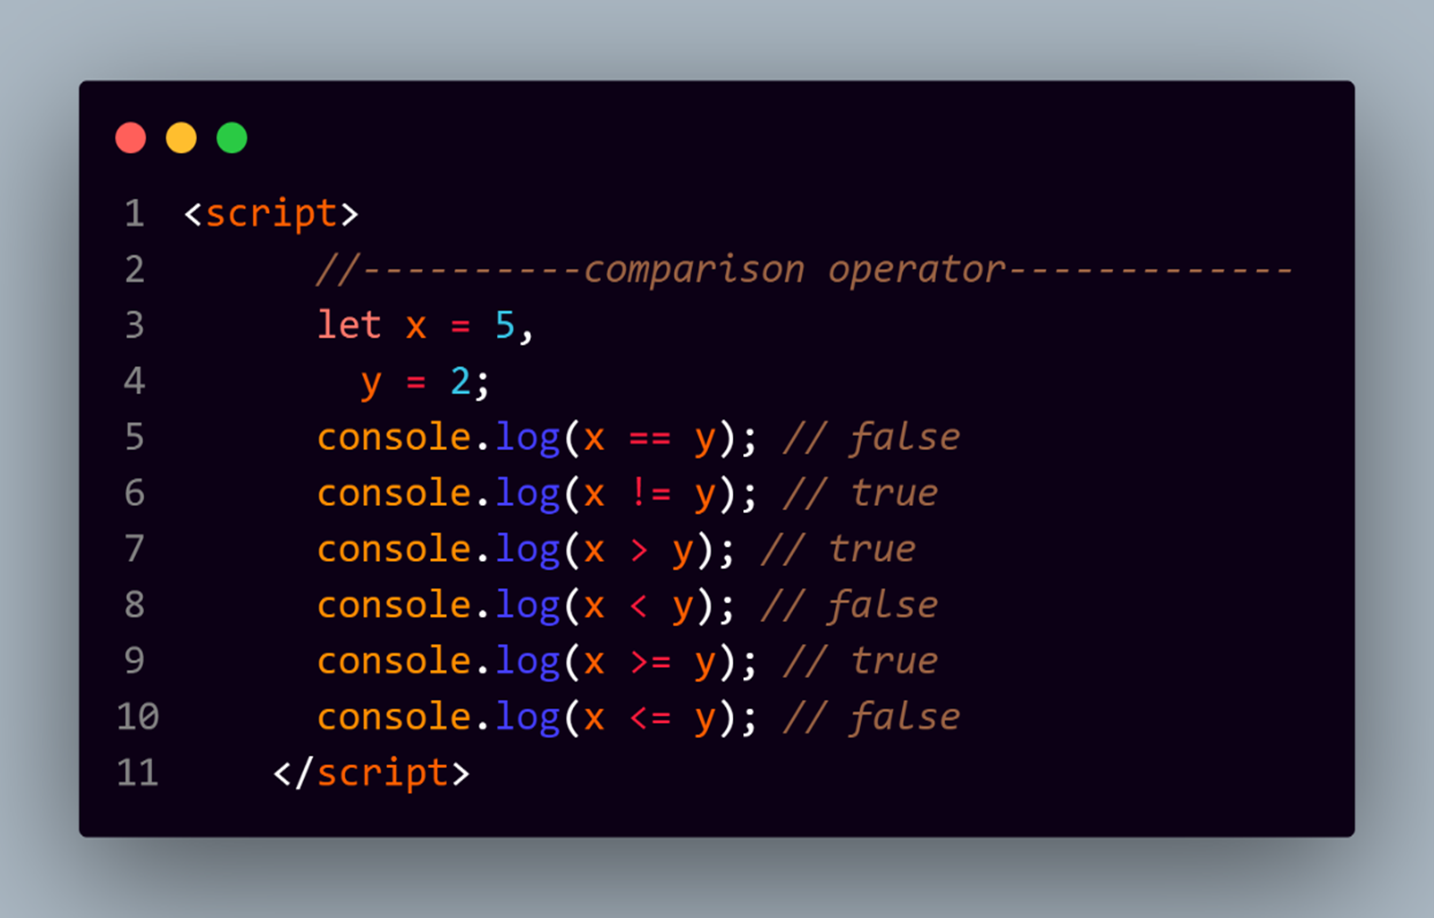 1 <script>
2 //----------comparison operator-------------
3 let x = 5,
4 y = 2;
5 console.log(x == y); // false
6 console.log(x != y); // true
7 console.log(x > y); // true
8 console.log(x < y); // false
9 console.log(x >= y); // true
10 console.log(x <= y); // false
11 </script>